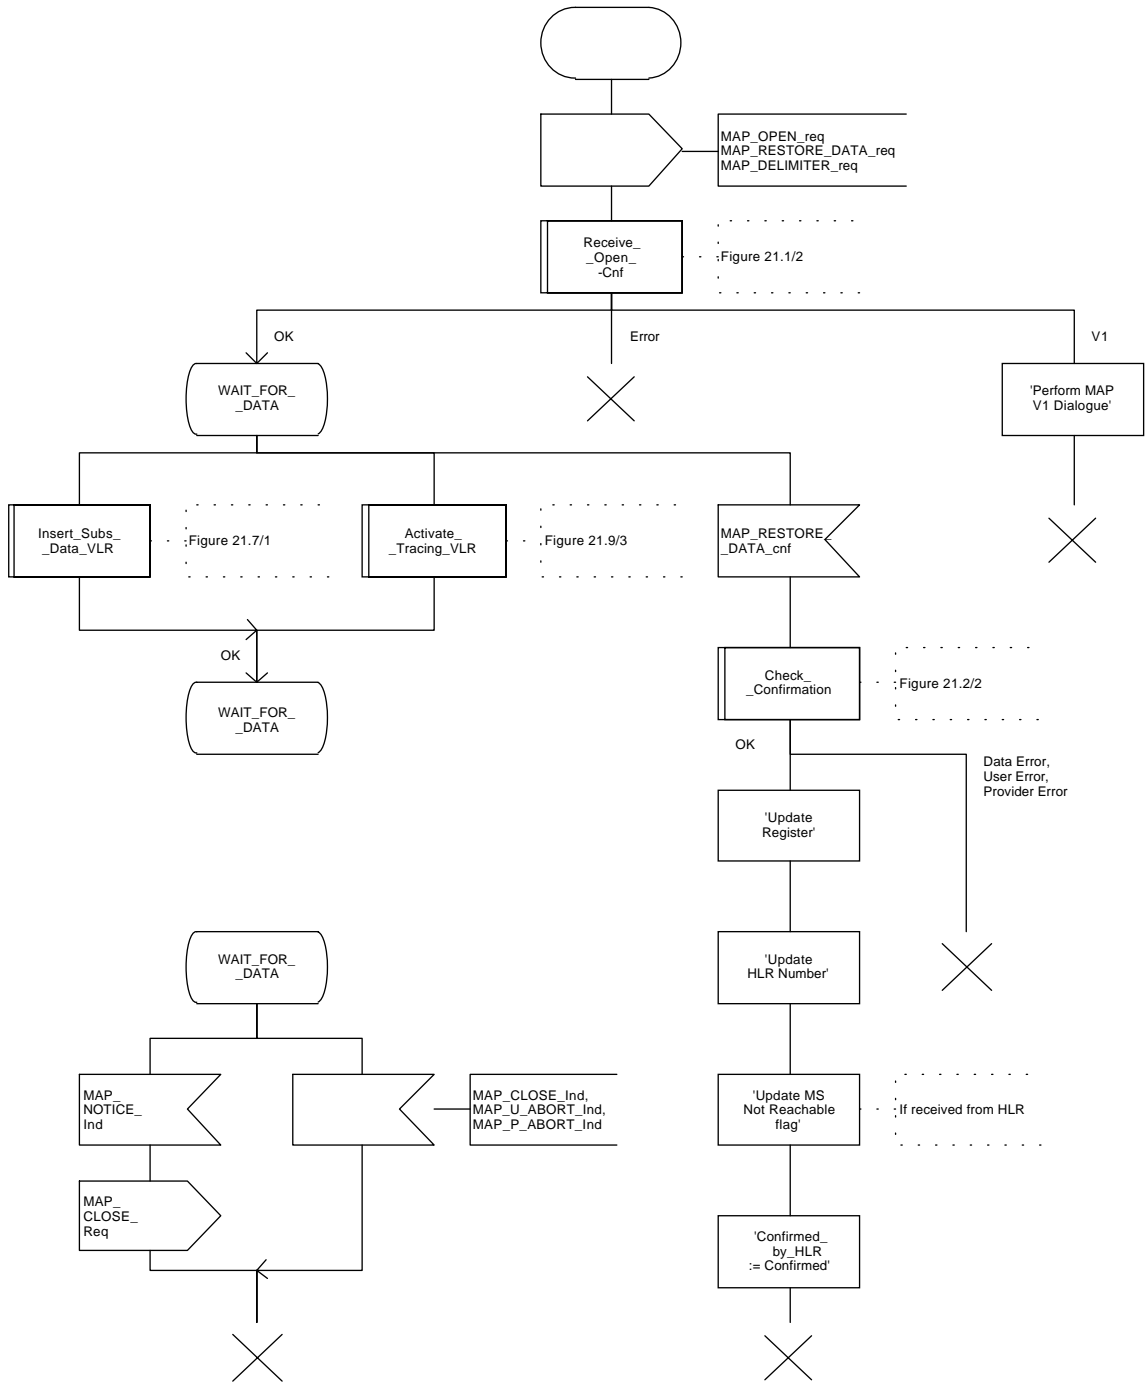 MAP_OPEN_req
MAP_RESTORE_DATA_req
MAP_DELIMITER_req
Receive_
_Open_
-Cnf
Figure 21.1/2
OK
Error
V1
WAIT_FOR_
_DATA
'Perform MAP
V1 Dialogue'
Insert_Subs_
_Data_VLR
Figure 21.7/1
Activate_
_Tracing_VLR
Figure 21.9/3
MAP_RESTORE_
_DATA_cnf
OK
WAIT_FOR_
_DATA
Check_
_Confirmation
Figure 21.2/2
OK
Data Error,
User Error,
Provider Error
'Update
Register'
WAIT_FOR_
_DATA
'Update
HLR Number'
MAP_
NOTICE_
Ind
MAP_CLOSE_Ind,
MAP_U_ABORT_Ind,
MAP_P_ABORT_Ind
'Update MS
Not Reachable
flag'
If received from HLR
MAP_
CLOSE_
Req
'Confirmed_
by_HLR
:= Confirmed'